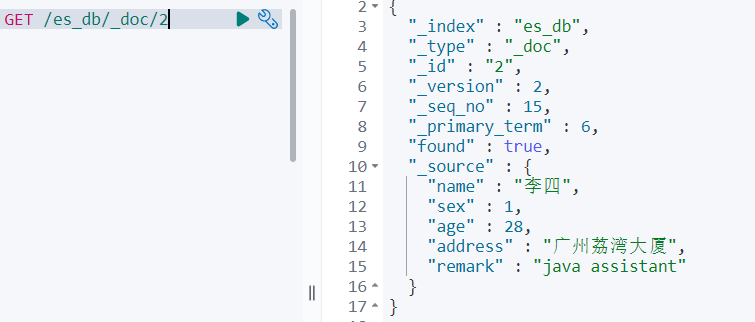 GET /es_db/_doc/2
2 {
3 "_index" : "es_db",
4 "_type" : "_doc",
5 "_id" : "2",
6 "_version" : 2,
7 "_seq_no" : 15,
8 "_primary_term" : 6,
9 "found" : true,
10 "_source" : {
11 "name" : "李四",
12 "sex" : 1,
13 "age" : 28,
14 "address" : "广州荔湾大厦",
15 "remark" : "java assistant"
16 }
17 }